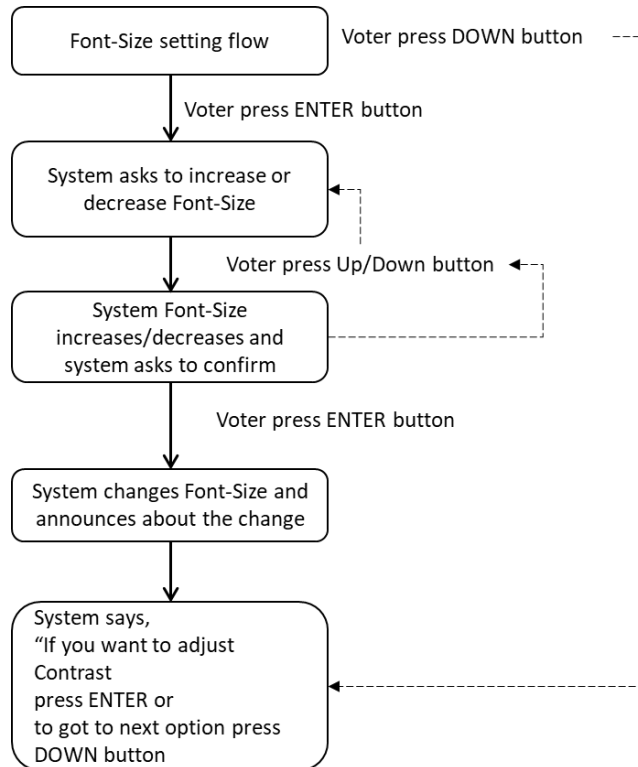 Font-Size setting flow
Voter press DOWN button
Voter press ENTER button
System asks to increase or
decrease Font-Size
Voter press Up/Down button
System Font-Size
increases/decreases and
system asks to confirm
Voter press ENTER button
System changes Font-Size and
announces about the change
System says,
“If you want to adjust
Contrast
press ENTER or
to got to next option press
DOWN button